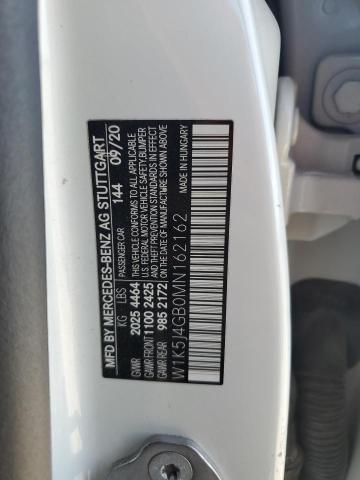 MFD BY MERCEDES-BENZ AG STUTTGART
PASSENGER CAR 144 09/20
KG LBS
GVWR 2025 4464
GAWR FRONT 1100 2425
GAWR REAR 985 2172
THIS VEHICLE CONFORMS TO ALL APPLICABLE
U.S. FEDERAL MOTOR VEHICLE SAFETY, BUMPER
AND THEFT PREVENTION STANDARDS IN EFFECT
ON THE DATE OF MANUFACTURE SHOWN ABOVE.
MADE IN HUNGARY
W1K5J4GB0MN162162